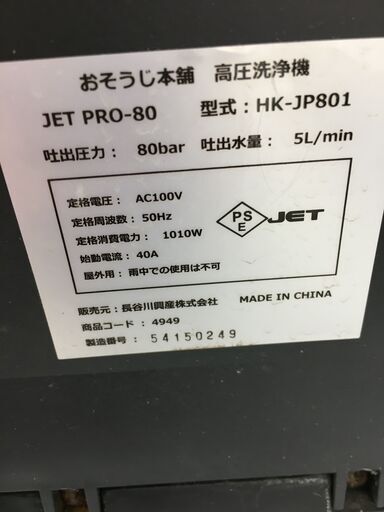 おそうじ本舗 高圧洗浄機
JET PRO-80 型式：HK-JP801
吐出圧力： 80bar 吐出水量： 5L/min
定格電圧： AC100V
定格周波数：50Hz
定格消費電力： 1010W
始動電流：40A
屋外用：雨中での使用は不可
PS
E
JET
販売元：長谷川興産株式会社
MADE IN CHINA
商品コード：4949
製造番号： 54150249